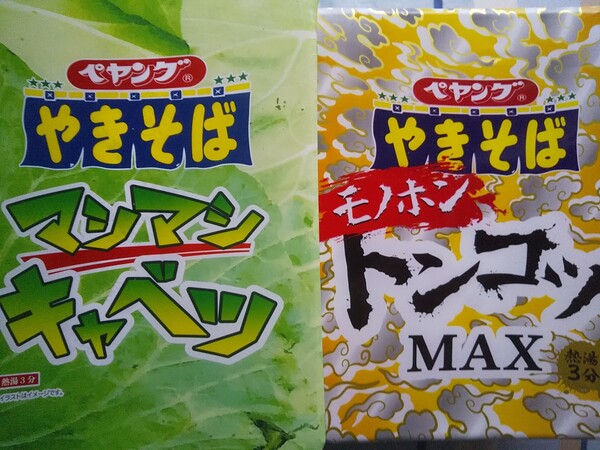 ペヤング®
やきそば
マシマシ
キャベツ
熱湯3分
イラストはイメージです。
ペヤング®
やきそば
モノホン
トンコツ
MAX
熱湯
3分